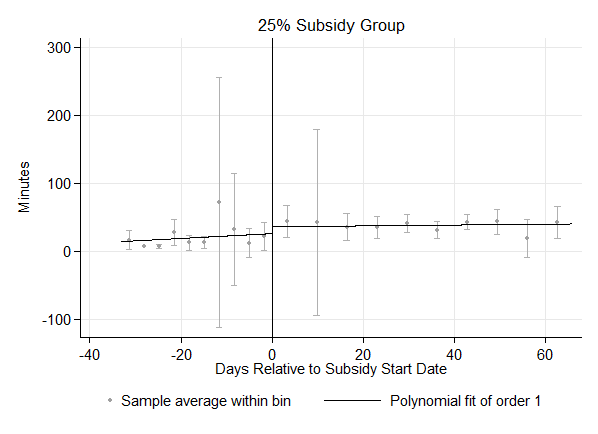 25% Subsidy Group
300
200
100
0
-100
Minutes
-40
-20
0
20
40
60
Days Relative to Subsidy Start Date
Sample average within bin
Polynomial fit of order 1